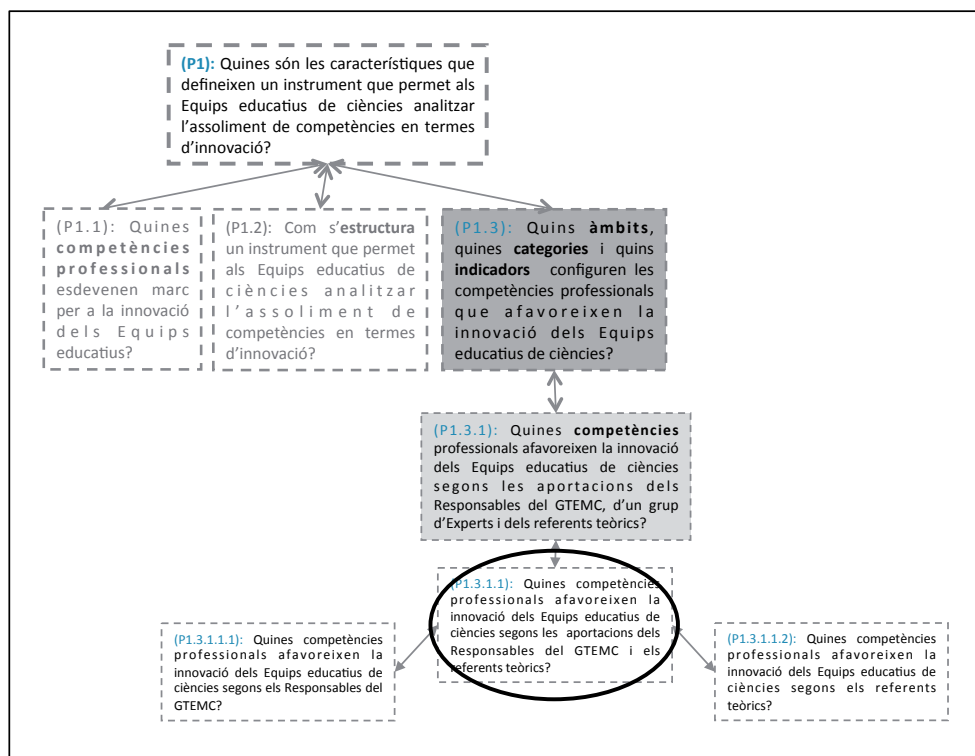 (P1): Quines són les característiques que
defineixen un instrument que permet als
Equips educatius de ciències analitzar
l'assoliment de competències en termes
d'innovació?
(P1.1): Quines
competències
professionals
esdevenen marc
per a la innovació
dels Equips
educatius?
(P1.2): Com s'estructura
un instrument que permet
als Equips educatius de
ciències analitzar
l'assoliment de
competències en termes
d'innovació?
(P1.3): Quins àmbits,
quines categories i quins
indicadors configuren les
competències professionals
que afavoreixen la
innovació dels Equips
educatius de ciències?
(P1.3.1): Quines competències
professionals afavoreixen la innovació
dels Equips educatius de ciències
segons les aportacions dels
Responsables del GTEMC, d'un grup
d'Experts i dels referents teòrics?
(P1.3.1.1): Quines competències
professionals afavoreixen la
innovació dels Equips educatius de
ciències segons les aportacions dels
Responsables del GTEMC i els
referents teòrics?
(P1.3.1.1.1): Quines competències
professionals afavoreixen la
innovació dels Equips educatius de
ciències segons els Responsables del
GTEMC?
(P1.3.1.1.2): Quines competències
professionals afavoreixen la
innovació dels Equips educatius de
ciències segons els referents
teòrics?